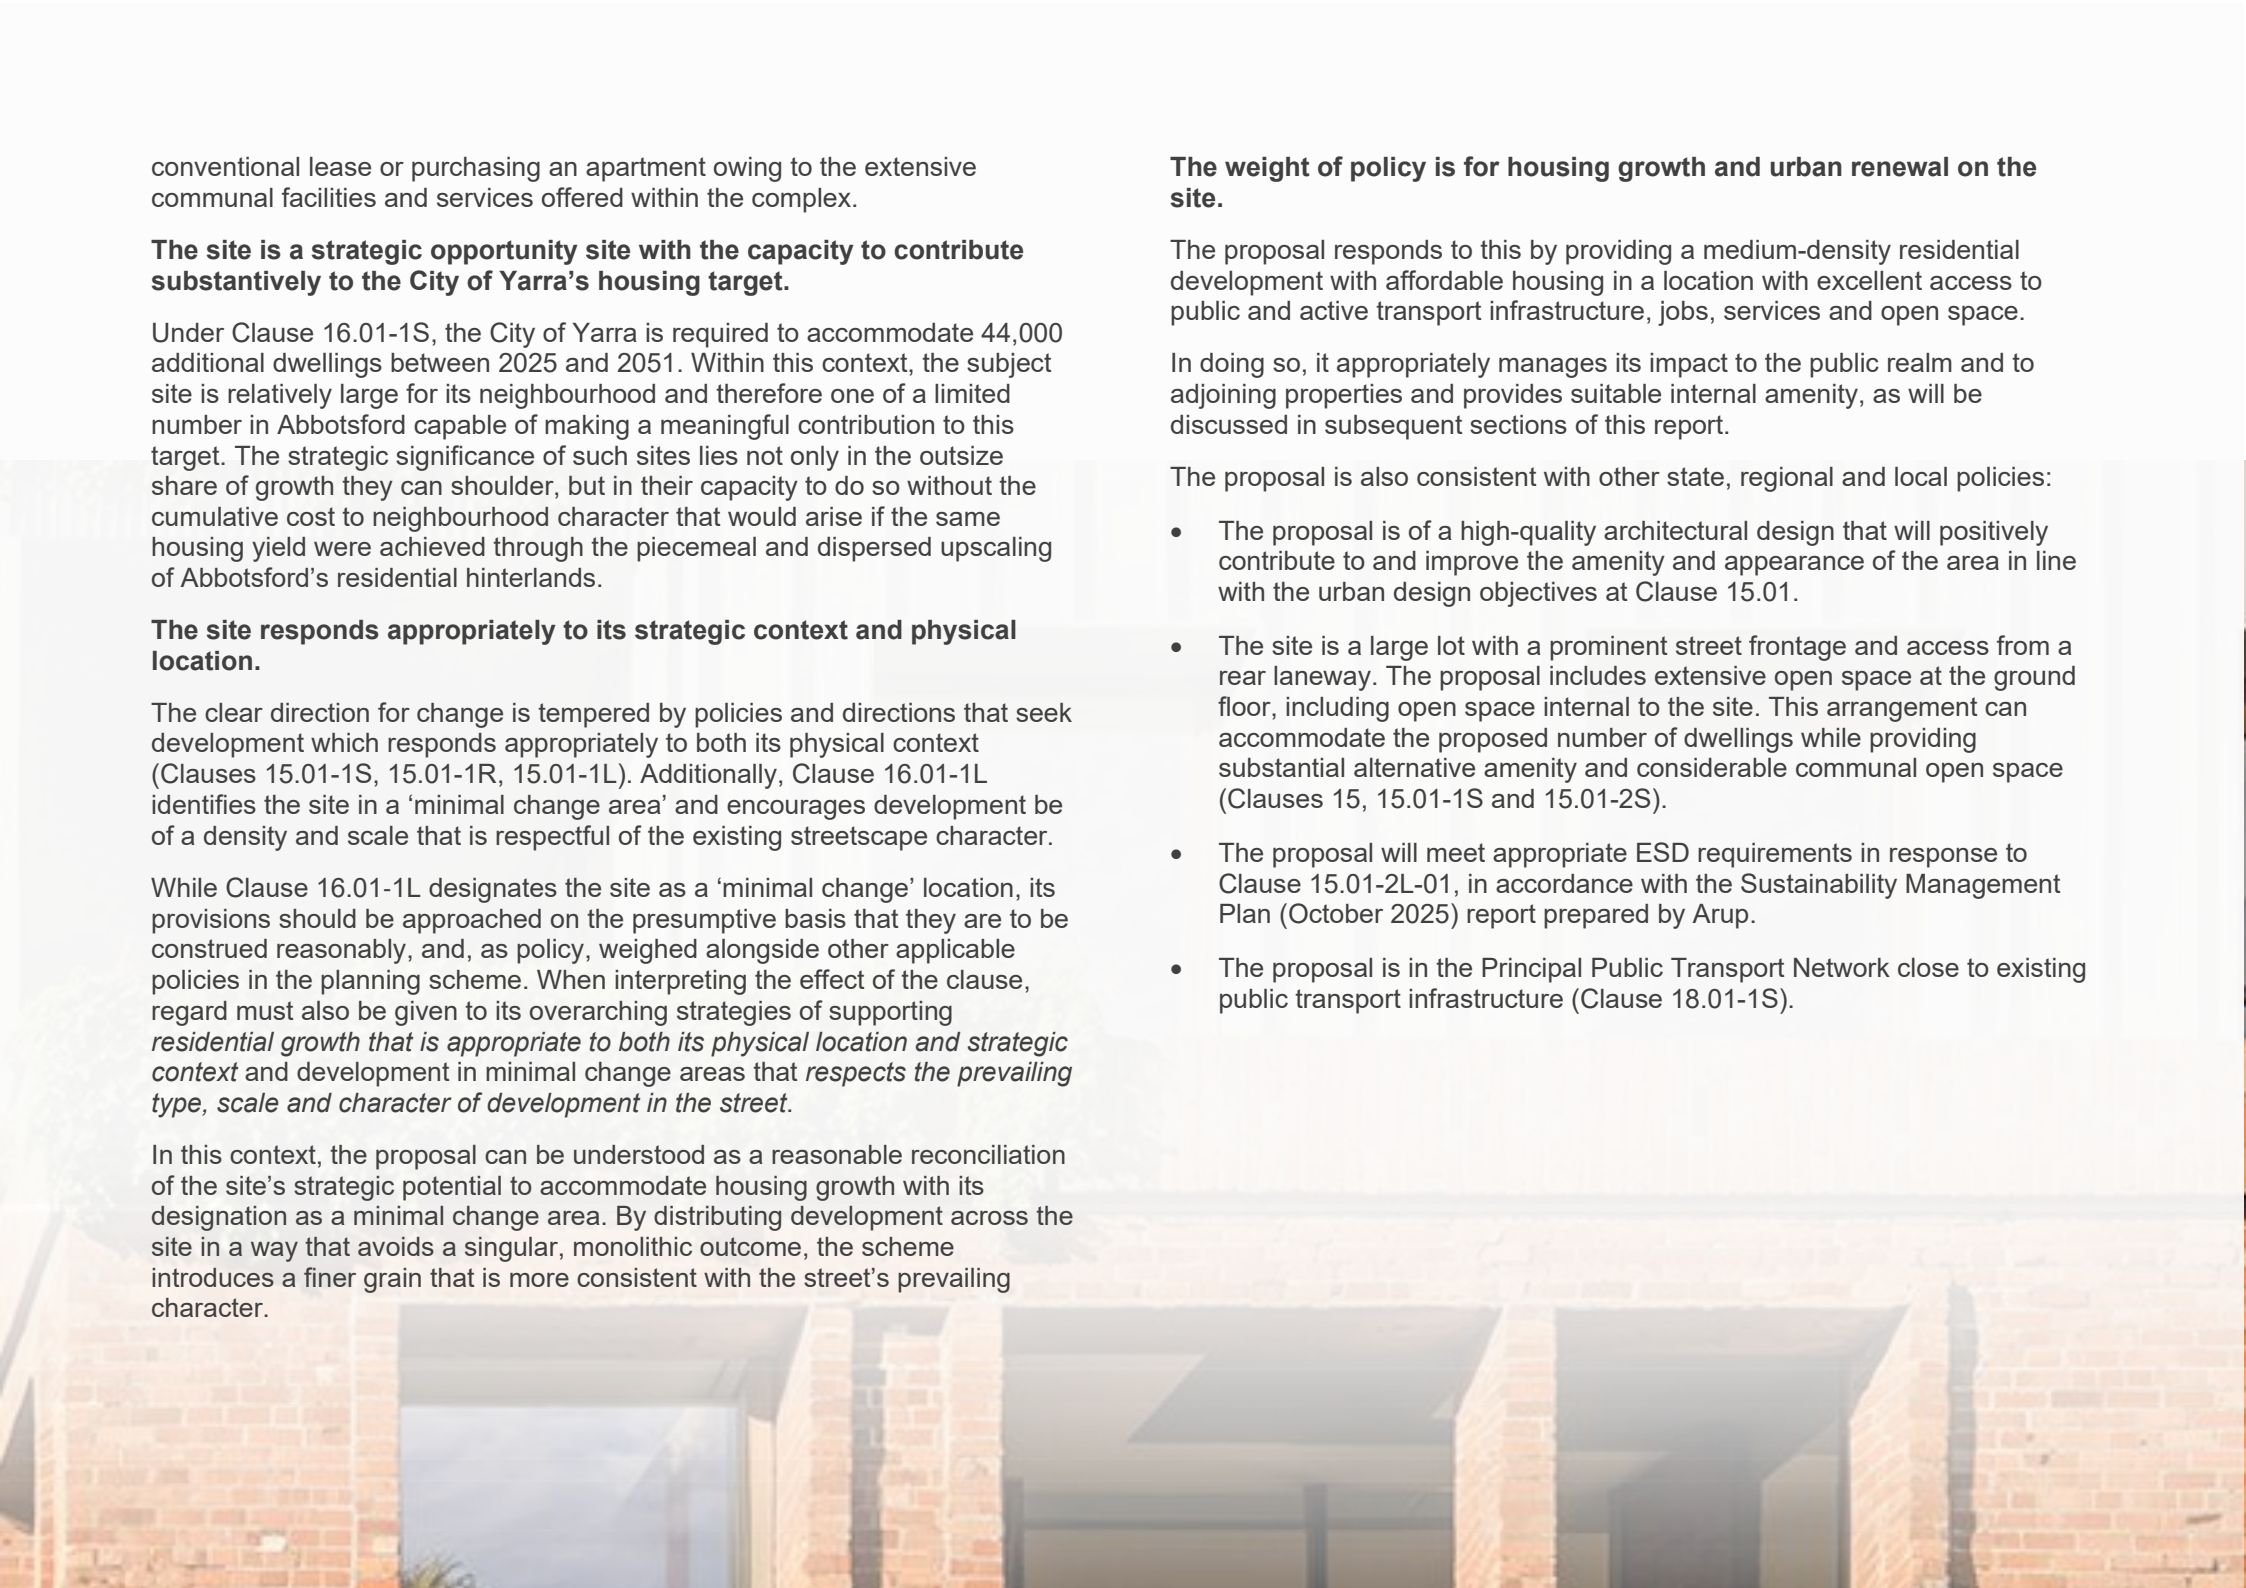 conventional lease or purchasing an apartment owing to the extensive
communal facilities and services offered within the complex.
The site is a strategic opportunity site with the capacity to contribute
substantively to the City of Yarra’s housing target.
Under Clause 16.01-1S, the City of Yarra is required to accommodate 44,000
additional dwellings between 2025 and 2051. Within this context, the subject
site is relatively large for its neighbourhood and therefore one of a limited
number in Abbotsford capable of making a meaningful contribution to this
target. The strategic significance of such sites lies not only in the outsize
share of growth they can shoulder, but in their capacity to do so without the
cumulative cost to neighbourhood character that would arise if the same
housing yield were achieved through the piecemeal and dispersed upscaling
of Abbotsford’s residential hinterlands.
The site responds appropriately to its strategic context and physical
location.
The clear direction for change is tempered by policies and directions that seek
development which responds appropriately to both its physical context
(Clauses 15.01-1S, 15.01-1R, 15.01-1L). Additionally, Clause 16.01-1L
identifies the site in a ‘minimal change area’ and encourages development be
of a density and scale that is respectful of the existing streetscape character.
While Clause 16.01-1L designates the site as a ‘minimal change’ location, its
provisions should be approached on the presumptive basis that they are to be
construed reasonably, and, as policy, weighed alongside other applicable
policies in the planning scheme. When interpreting the effect of the clause,
regard must also be given to its overarching strategies of supporting
residential growth that is appropriate to both its physical location and strategic
context and development in minimal change areas that respects the prevailing
type, scale and character of development in the street.
In this context, the proposal can be understood as a reasonable reconciliation
of the site’s strategic potential to accommodate housing growth with its
designation as a minimal change area. By distributing development across the
site in a way that avoids a singular, monolithic outcome, the scheme
introduces a finer grain that is more consistent with the street’s prevailing
character.
The weight of policy is for housing growth and urban renewal on the
site.
The proposal responds to this by providing a medium-density residential
development with affordable housing in a location with excellent access to
public and active transport infrastructure, jobs, services and open space.
In doing so, it appropriately manages its impact to the public realm and to
adjoining properties and provides suitable internal amenity, as will be
discussed in subsequent sections of this report.
The proposal is also consistent with other state, regional and local policies:
• The proposal is of a high-quality architectural design that will positively
contribute to and improve the amenity and appearance of the area in line
with the urban design objectives at Clause 15.01.
• The site is a large lot with a prominent street frontage and access from a
rear laneway. The proposal includes extensive open space at the ground
floor, including open space internal to the site. This arrangement can
accommodate the proposed number of dwellings while providing
substantial alternative amenity and considerable communal open space
(Clauses 15, 15.01-1S and 15.01-2S).
• The proposal will meet appropriate ESD requirements in response to
Clause 15.01-2L-01, in accordance with the Sustainability Management
Plan (October 2025) report prepared by Arup.
• The proposal is in the Principal Public Transport Network close to existing
public transport infrastructure (Clause 18.01-1S).